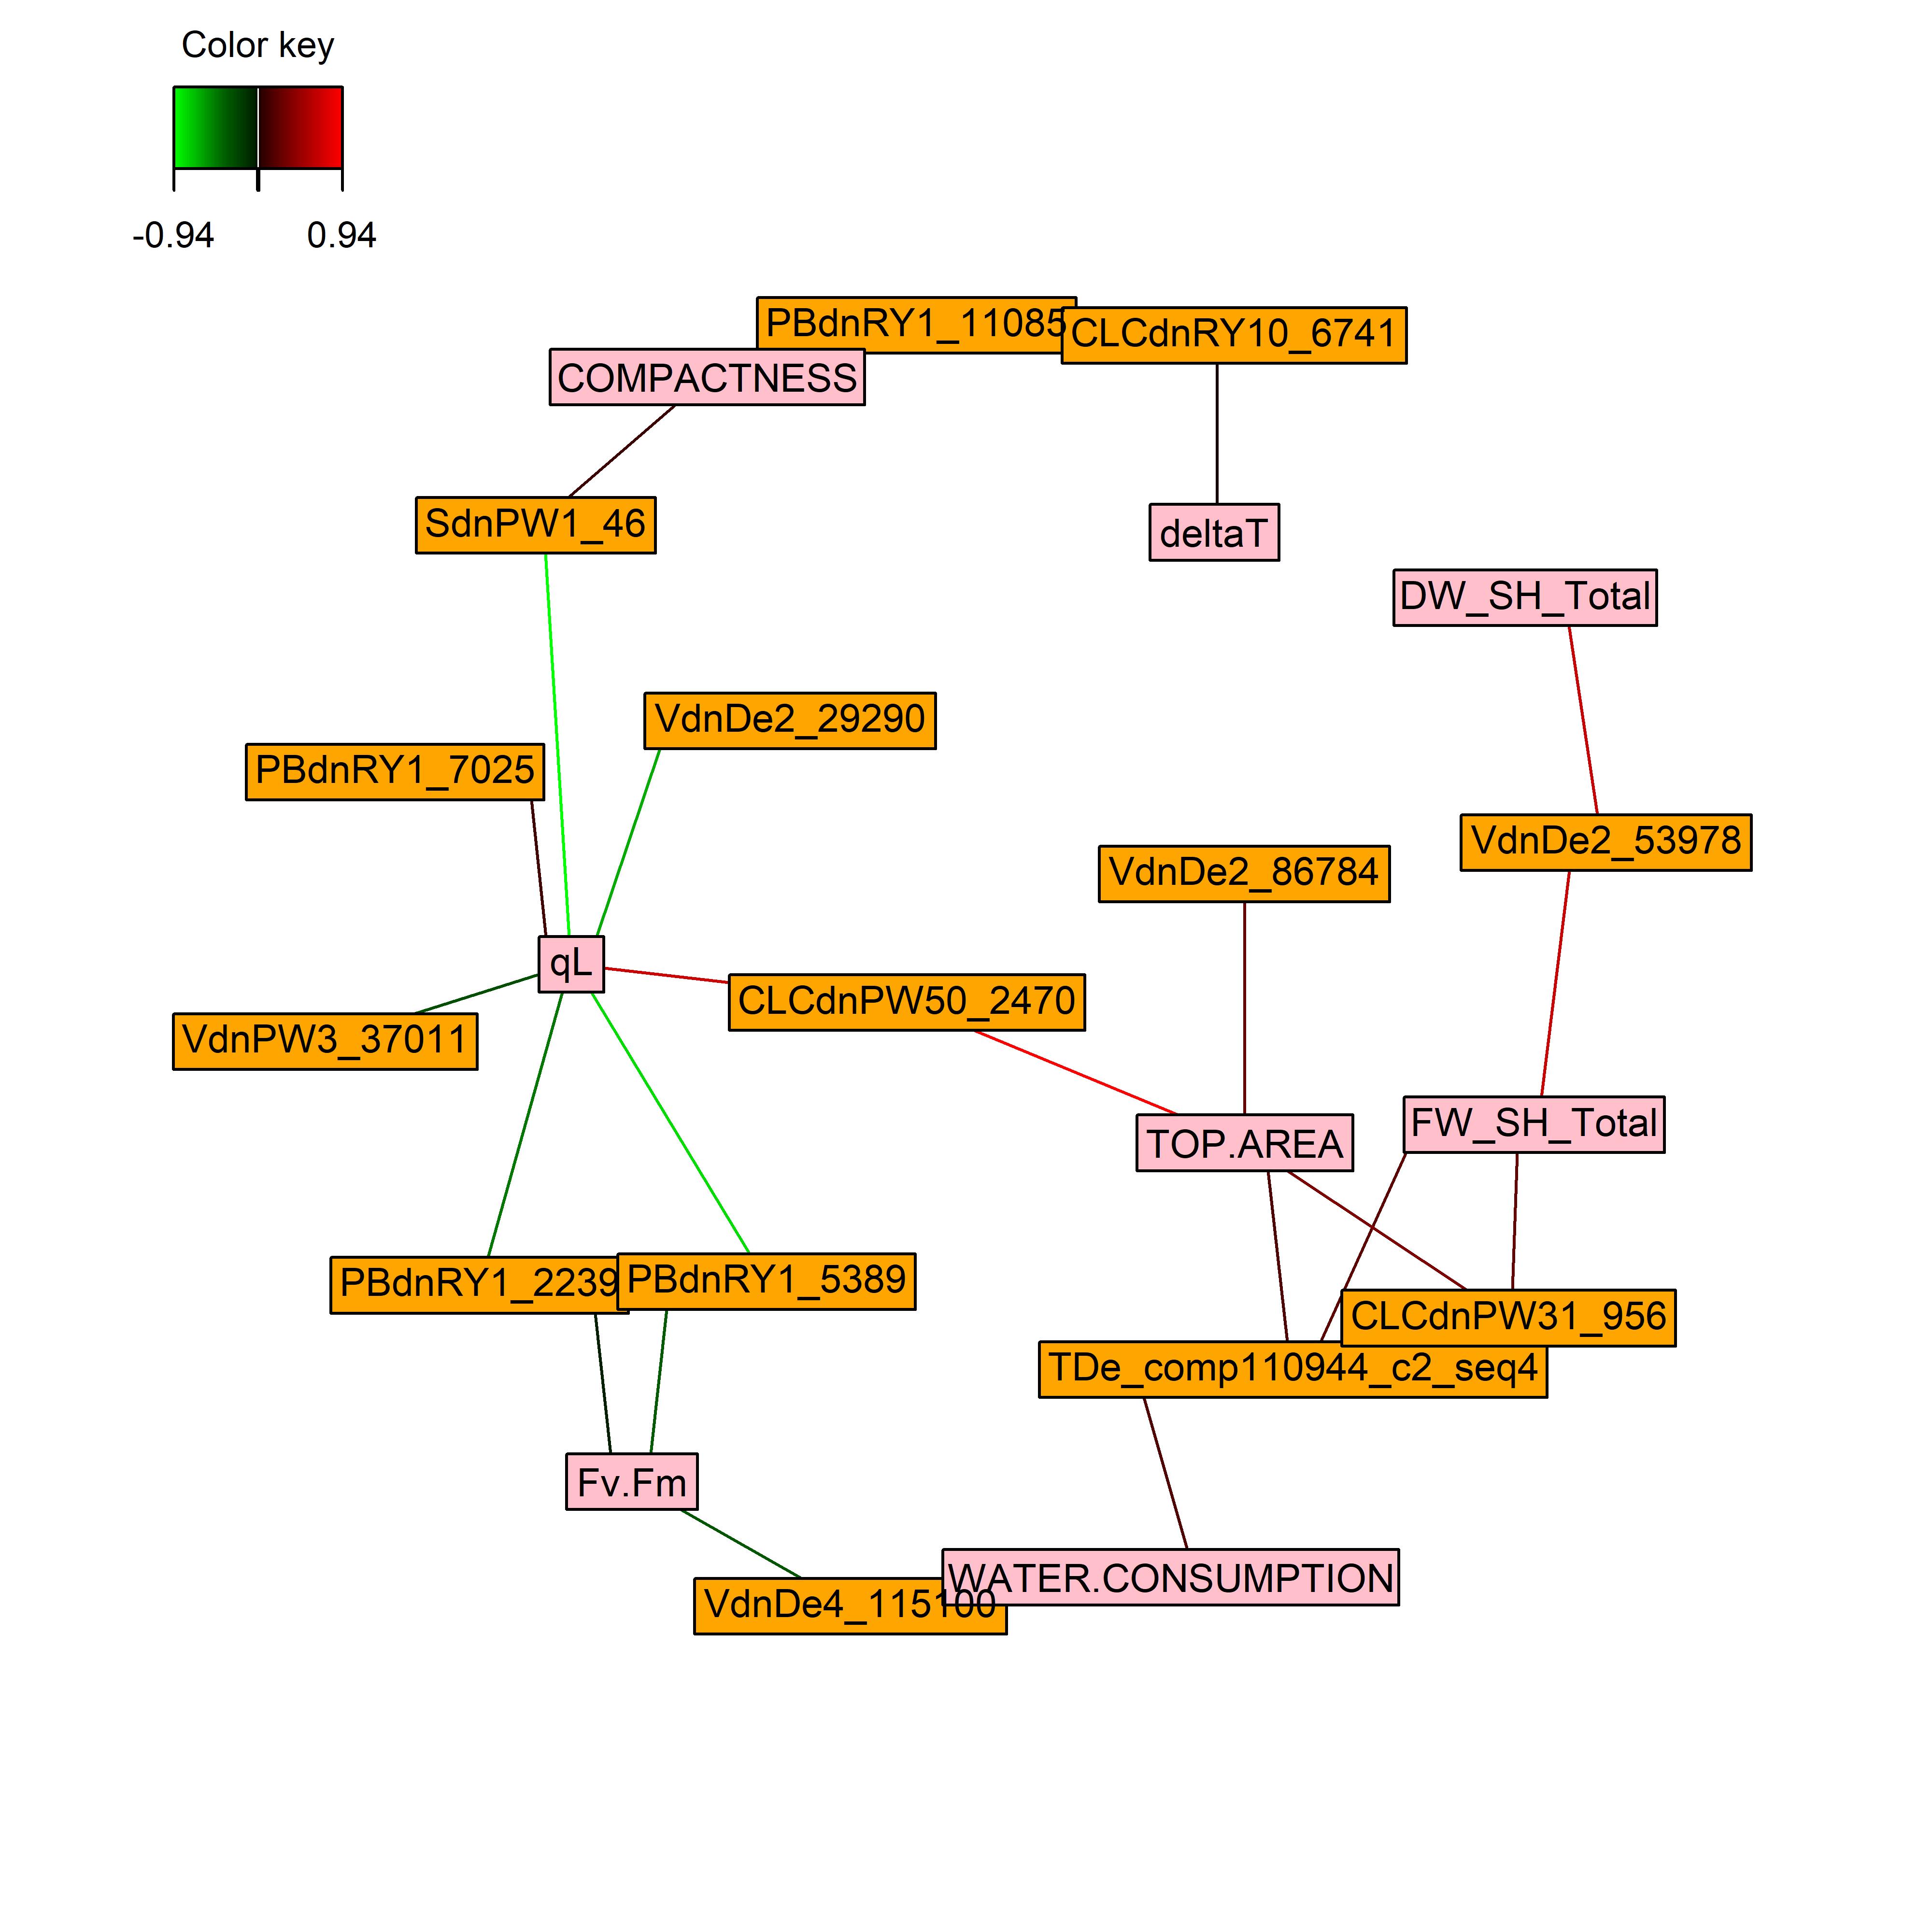 Color key
-0.94 0.94
PBdnRY1_11085
CLCdnRY10_6741
COMPACTNESS
SdnPW1_46
deltaT
DW_SH_Total
VdnDe2_29290
PBdnRY1_7025
VdnDe2_53978
VdnDe2_86784
qL
CLCdnPW50_2470
VdnPW3_37011
FW_SH_Total
TOP.AREA
PBdnRY1_2239
PBdnRY1_5389
CLCdnPW31_956
TDe_comp110944_c2_seq4
Fv.Fm
WATER.CONSUMPTION
VdnDe4_115100